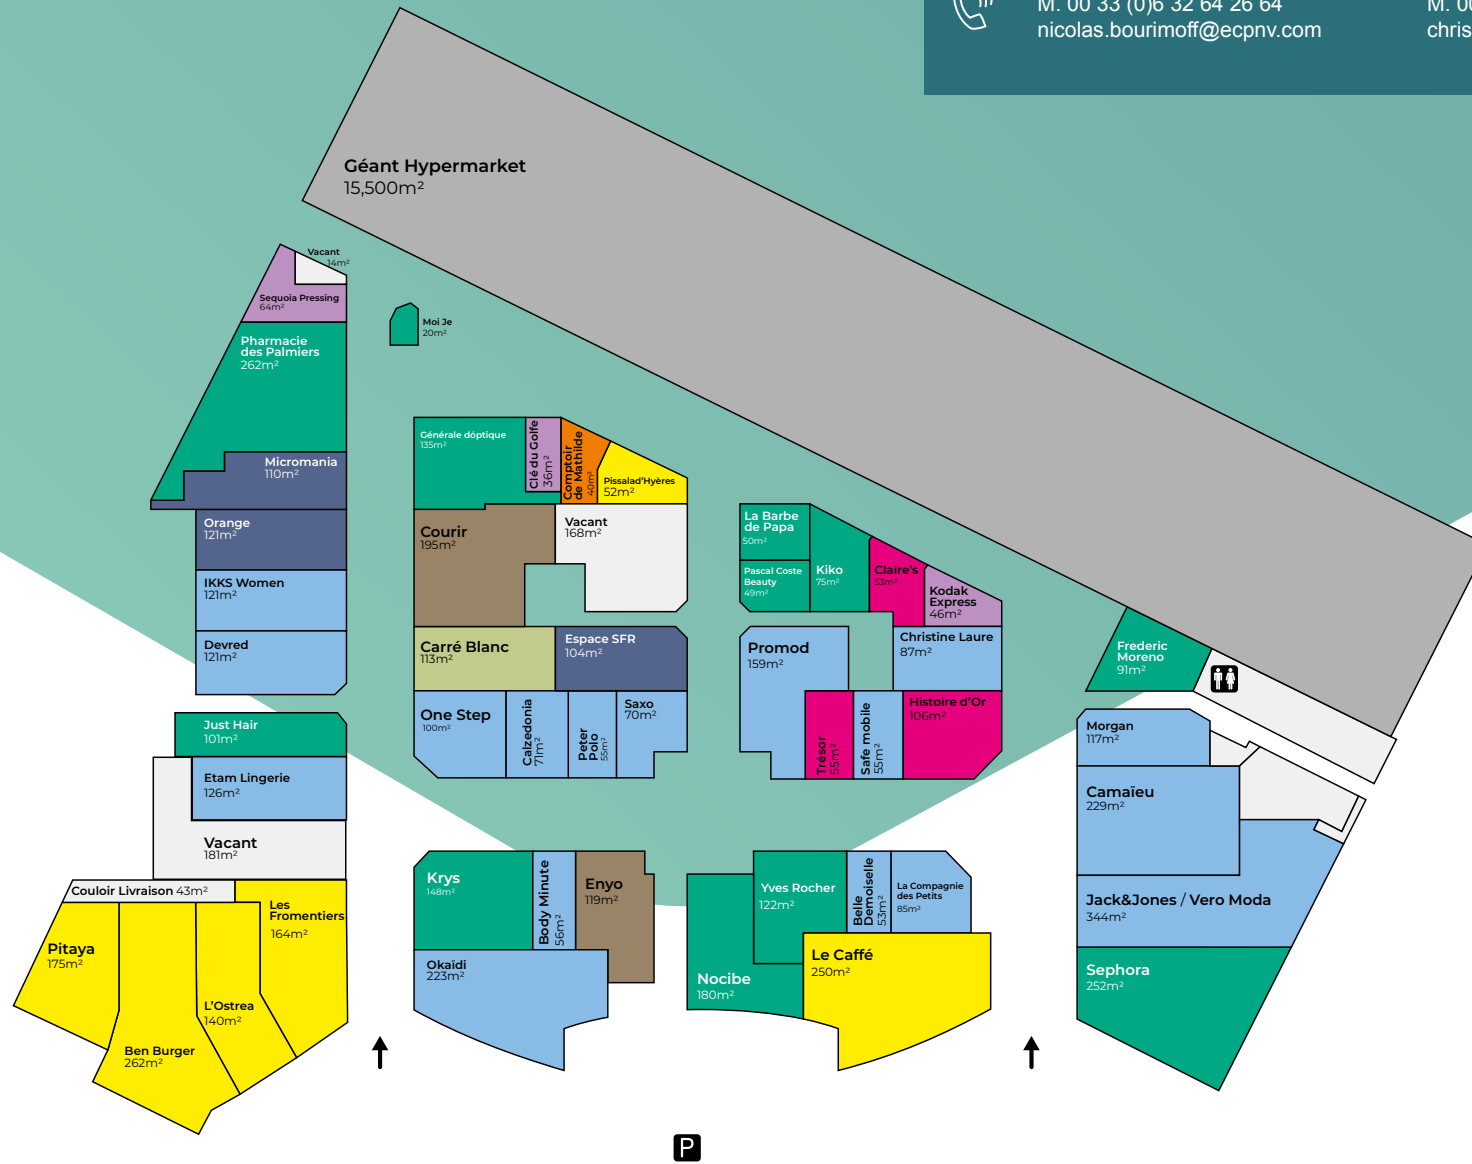 M. 00 33 (0)6 32 64 26 64
nicolas.bourimoff@ecpnv.com
M. 00
chris
Géant Hypermarket
15,500m²
Vacant
14m²
Sequoia Pressing
64m²
Moi Je
20m²
Pharmacie
des Palmiers
262m²
Micromania
110m²
Orange
121m²
IKKS Women
121m²
Devred
121m²
Générale dóptique
135m²
Clé du Golfe
36m²
Comptoir
de Mathilde
40m²
Pissalad'Hyères
52m²
Courir
195m²
Vacant
168m²
Carré Blanc
113m²
Espace SFR
104m²
One Step
100m²
Calzedonia
71m²
Peter
Polo
55m²
Saxo
70m²
La Barbe
de Papa
50m²
Pascal Coste
Beauty
49m²
Kiko
75m²
Claire's
53m²
Kodak
Express
46m²
Promod
159m²
Christine Laure
87m²
Trésor
55m²
Safe mobile
55m²
Histoire d'Or
106m²
Frederic
Moreno
91m²
Morgan
117m²
Camaïeu
229m²
Jack&Jones / Vero Moda
344m²
Sephora
252m²
Just Hair
101m²
Etam Lingerie
126m²
Vacant
181m²
Couloir Livraison 43m²
Les
Fromentiers
164m²
Pitaya
175m²
L'Ostrea
140m²
Ben Burger
262m²
Krys
148m²
Body Minute
56m²
Enyo
119m²
Okaïdi
223m²
Yves Rocher
122m²
Belle
Demoiselle
53m²
La Compagnie
des Petits
85m²
Nocibe
180m²
Le Caffé
250m²
P